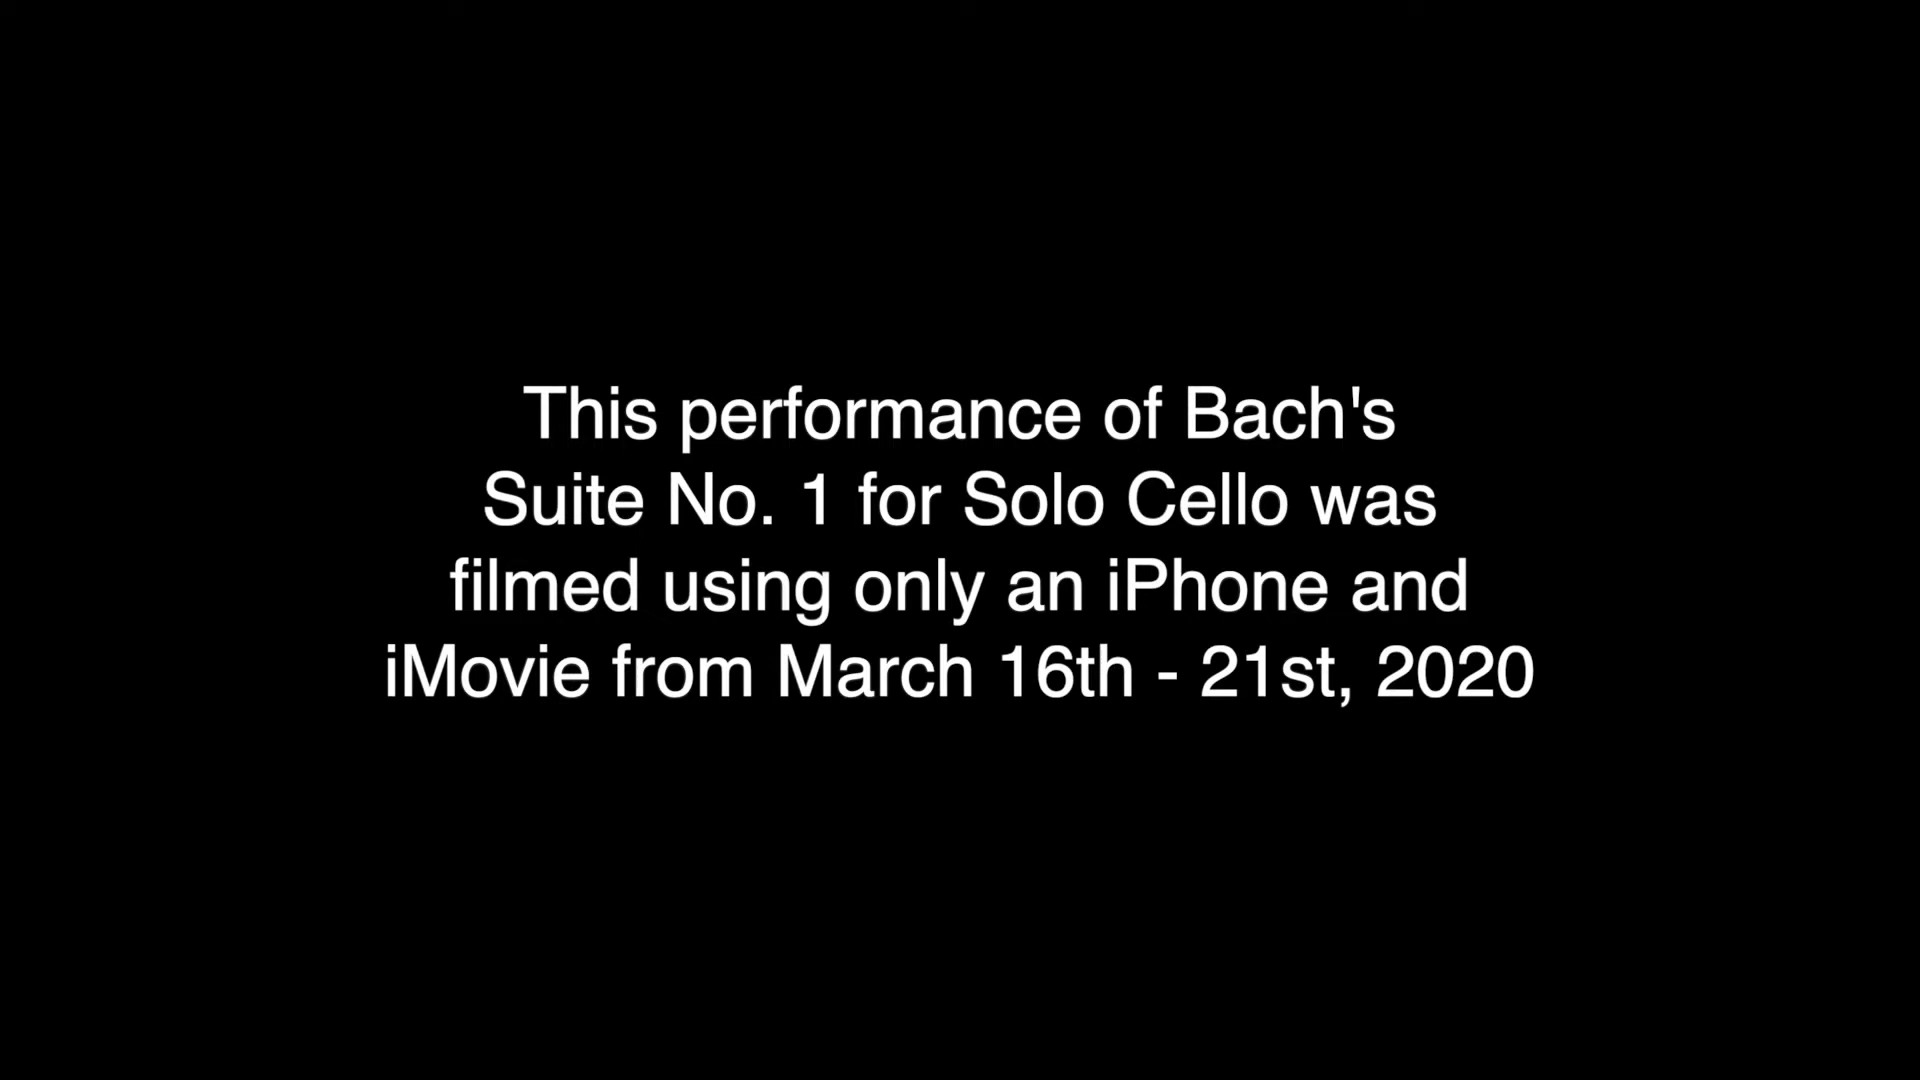 This performance of Bach's
Suite No. 1 for Solo Cello was
filmed using only an iPhone and
iMovie from March 16th - 21st, 2020